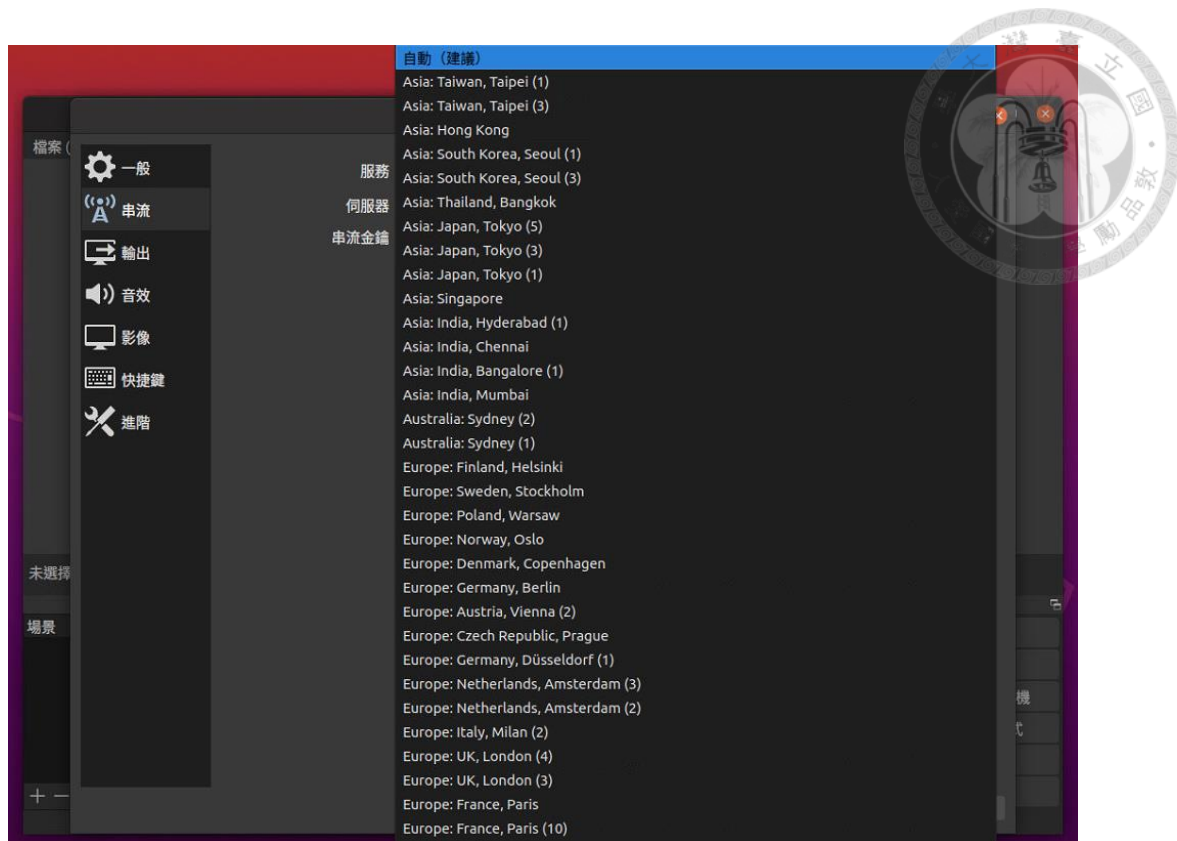 自動（建議）
Asia: Taiwan, Taipei (1)
Asia: Taiwan, Taipei (3)
Asia: Hong Kong
Asia: South Korea, Seoul (1)
Asia: South Korea, Seoul (3)
Asia: Thailand, Bangkok
Asia: Japan, Tokyo (5)
Asia: Japan, Tokyo (3)
Asia: Japan, Tokyo (1)
Asia: Singapore
Asia: India, Hyderabad (1)
Asia: India, Chennai
Asia: India, Bangalore (1)
Asia: India, Mumbai
Australia: Sydney (2)
Australia: Sydney (1)
Europe: Finland, Helsinki
Europe: Sweden, Stockholm
Europe: Poland, Warsaw
Europe: Norway, Oslo
Europe: Denmark, Copenhagen
Europe: Germany, Berlin
Europe: Austria, Vienna (2)
Europe: Czech Republic, Prague
Europe: Germany, Düsseldorf (1)
Europe: Netherlands, Amsterdam (3)
Europe: Netherlands, Amsterdam (2)
Europe: Italy, Milan (2)
Europe: UK, London (4)
Europe: UK, London (3)
Europe: France, Paris
Europe: France, Paris (10)
檔案 (
一般
串流
輸出
音效
影像
快捷鍵
進階
服務
伺服器
串流金鑰
未選擇
場景
機
式